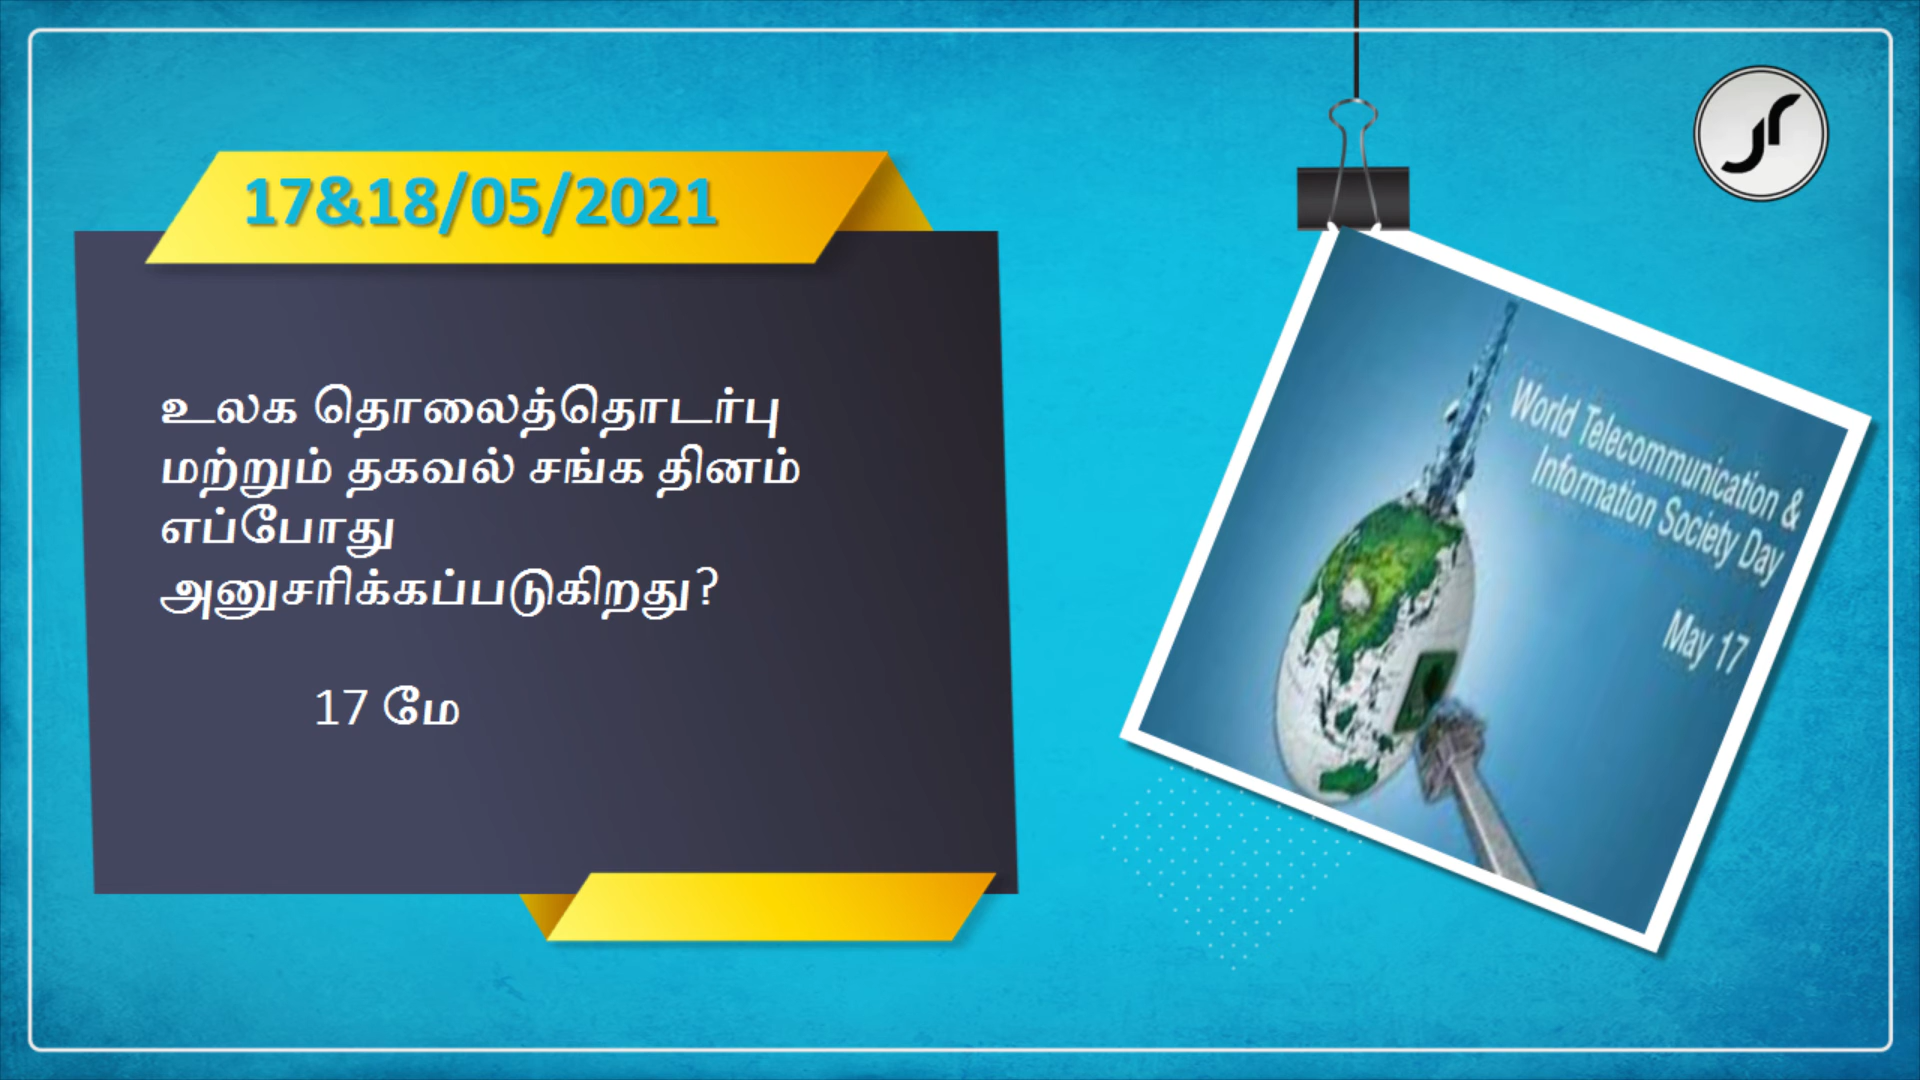 17&18/05/2021
உலக தொலைத்தொடர்பு
மற்றும் தகவல் சங்க தினம்
எப்போது
அனுசரிக்கப்படுகிறது?
17 மே
World Telecommunication &
Information Society Day
May 17